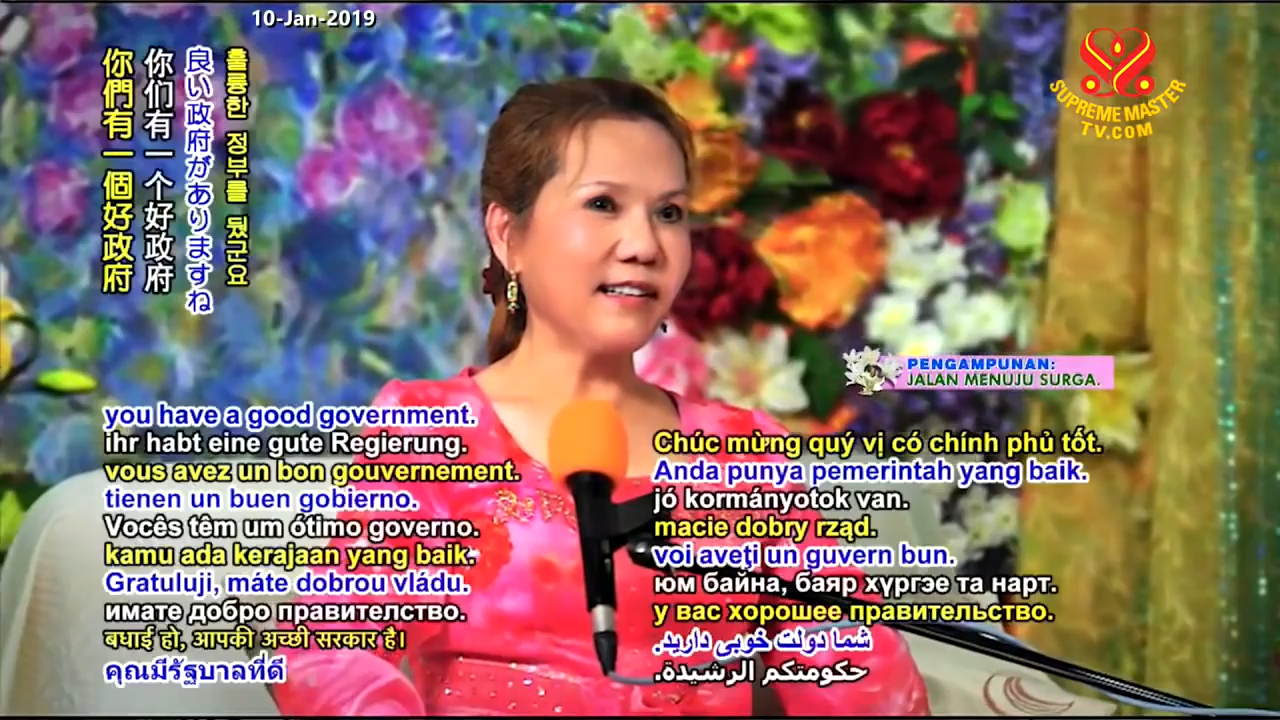 10-Jan-2019
훌륭한 정부를 뒀군요
良い政府がありますね
你们有一个好政府
你們有一個好政府
SUPREME MASTER
TV.COM
PENGAMPUNAN:
JALAN MENUJU SURGA.
you have a good government.
ihr habt eine gute Regierung.
vous avez un bon gouvernement.
tienen un buen gobierno.
Vocês têm um ótimo governo.
kamu ada kerajaan yang baik.
Gratuluji, máte dobrou vládu.
имате добро правителство.
बधाई हो, आपकी अच्छी सरकार है।
คุณมีรัฐบาลที่ดี
Chúc mừng quý vị có chính phủ tốt.
Anda punya pemerintah yang baik.
jó kormányotok van.
macie dobry rząd.
voi aveţi un guvern bun.
юм байна, баяр хүргэе та нарт.
у вас хорошее правительство.
شما دولت خوبی دارید.
حكومتكم الرشيدة.